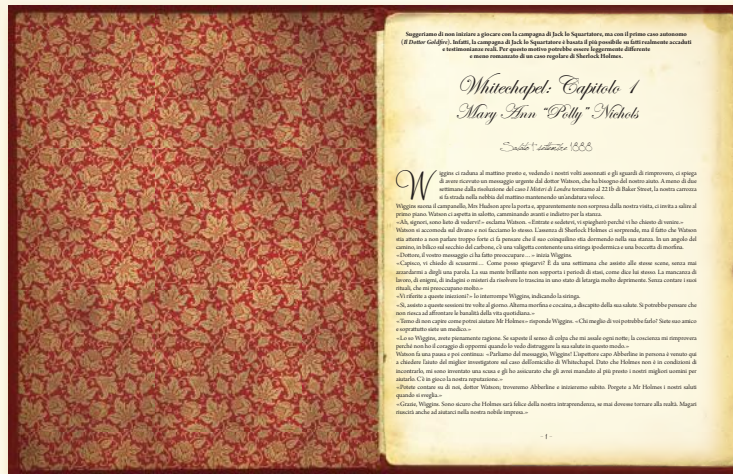 Suggeriamo di non iniziare a giocare con la campagna di Jack lo Squartatore, ma con il primo caso autonomo
(Il Dottor Goldfire). Infatti, la campagna di Jack lo Squartatore è basata il più possibile su fatti realmente accaduti
e testimonianze reali. Per questo motivo potrebbe essere leggermente differente
e meno romanzato di un caso regolare di Sherlock Holmes.
Whitechapel: Capitolo 1
Mary Ann “Polly” Nichols
Sabato 1 settembre 1888
Wiggins ci raduna al mattino presto e, vedendo i nostri volti assonnati e gli sguardi di rimprovero, ci spiega
di avere ricevuto un messaggio urgente dal dottor Watson, che ha bisogno del nostro aiuto. A meno di due
settimane dalla risoluzione del caso I Misteri di Londra torniamo al 221b di Baker Street, la nostra carrozza
si fa strada nella nebbia del mattino mantenendo un'andatura veloce.
Wiggins suona il campanello, Mrs Hudson apre la porta e, apparentemente non sorpresa dalla nostra visita, ci invita a salire al
primo piano. Watson ci aspetta in salotto, camminando avanti e indietro per la stanza.
«Ah, signori, sono lieto di vedervi!» esclama Watson. «Entrate e sedetevi, vi spiegherò perché vi ho chiesto di venire.»
Watson si accomoda sul divano e noi facciamo lo stesso. L'assenza di Sherlock Holmes ci sorprende, ma il fatto che Watson
stia attento a non parlare troppo forte ci fa pensare che il suo coinquilino stia dormendo nella sua stanza. In un angolo del
camino, in bilico sul secchio del carbone, c'è una valigetta contenente una siringa ipodermica e una boccetta di morfina.
«Dottore, il vostro messaggio ci ha fatto preoccupare…» inizia Wiggins.
«Capisco, vi chiedo di scusarmi… Come posso spiegarvi? È da una settimana che assisto alle stesse scene, senza mai
azzardarmi a dirgli una parola. La sua mente brillante non sopporta i periodi di stasi, come dice lui stesso. La mancanza di
lavoro, di enigmi, di indagini o misteri da risolvere lo trascina in uno stato di letargia molto deprimente. Senza contare i suoi
rituali, che mi preoccupano molto.»
«Vi riferite a queste iniezioni?» lo interrompe Wiggins, indicando la siringa.
«Sì, assisto a queste sessioni tre volte al giorno. Alterna morfina e cocaina, a discapito della sua salute. Si potrebbe pensare che
non riesca ad affrontare le banalità della vita quotidiana.»
«Temo di non capire come potrei aiutare Mr Holmes» risponde Wiggins. «Chi meglio di voi potrebbe farlo? Siete suo amico
e soprattutto siete un medico.»
«Lo so Wiggins, avete pienamente ragione. Se sapeste il senso di colpa che mi assale ogni notte; la coscienza mi rimprovera
perché non ho il coraggio di oppormi quando lo vedo distruggere la sua salute in questo modo.»
Watson fa una pausa e poi continua: «Parliamo del messaggio, Wiggins! L'ispettore capo Abberline in persona è venuto qui
a chiedere l'aiuto del miglior investigatore sul caso dell'omicidio di Whitechapel. Dato che Holmes non è in condizioni di
incontrarlo, mi sono inventato una scusa e gli ho assicurato che gli avrei mandato al più presto i nostri migliori uomini per
aiutarlo. C'è in gioco la nostra reputazione.»
«Potete contare su di noi, dottor Watson; troveremo Abberline e inizieremo subito. Porgete a Mr Holmes i nostri saluti
quando si sveglia.»
«Grazie, Wiggins. Sono sicuro che Holmes sarà felice della nostra intraprendenza, se mai dovesse tornare alla realtà. Magari
riuscirà anche ad aiutarci nella nostra nobile impresa.»
- 1 -